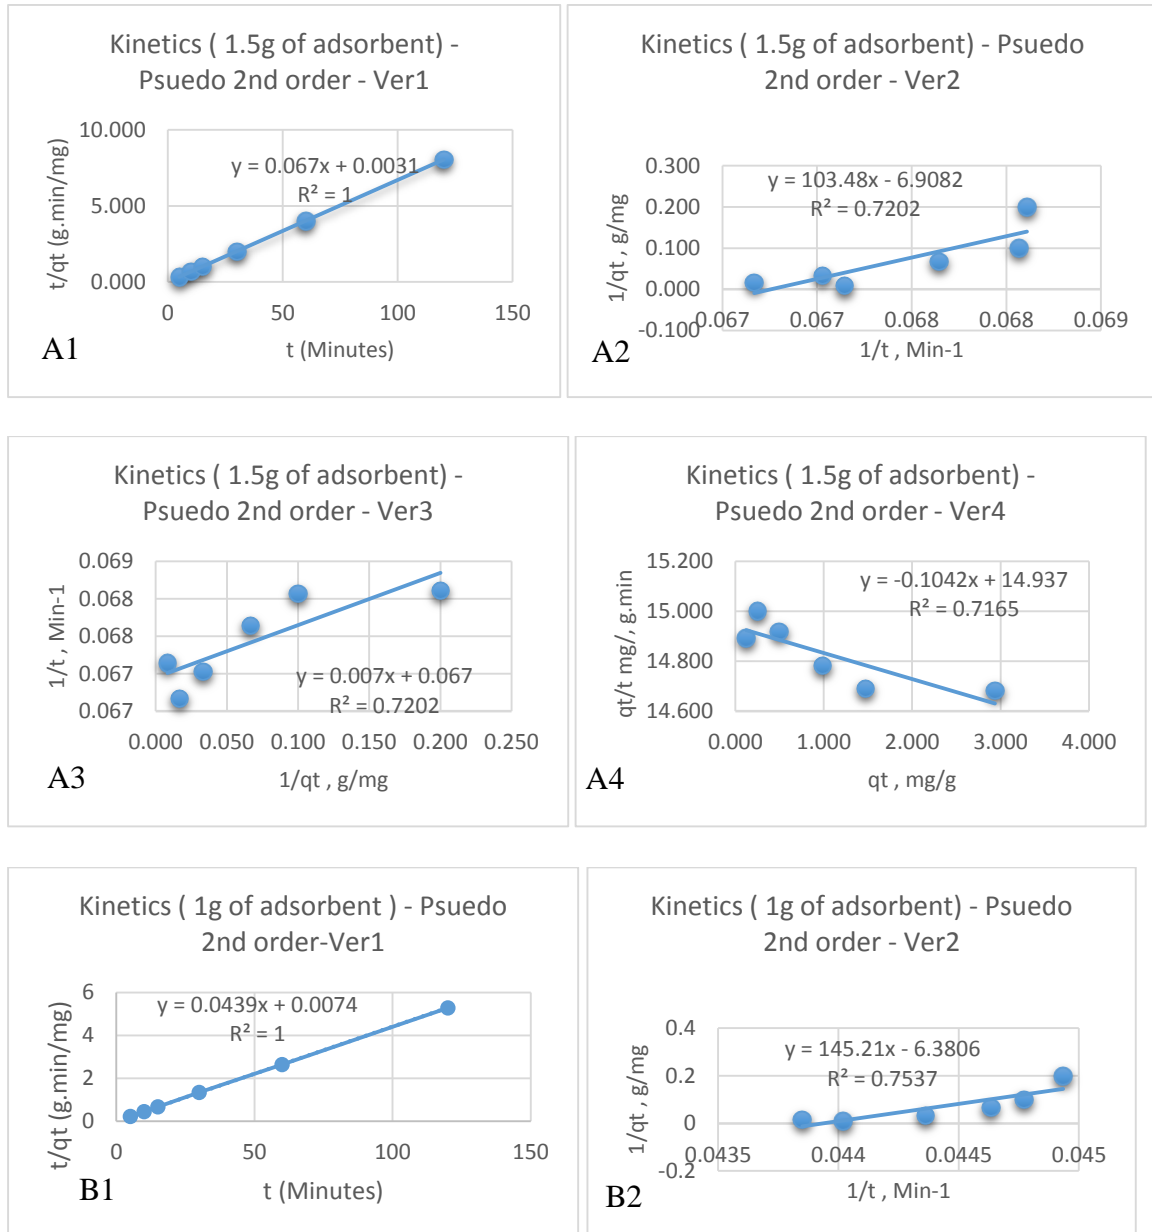 Kinetics ( 1.5g of adsorbent) -
Psuedo 2nd order - Ver1
t/qt (g.min/mg)
10.000
5.000
0.000
y = 0.067x + 0.0031
R² = 1
0
50
100
150
t (Minutes)
A1
Kinetics ( 1.5g of adsorbent) - Psuedo
2nd order - Ver2
1/qt , g/mg
0.300
0.200
0.100
0.000
-0.100
y = 103.48x - 6.9082
R² = 0.7202
0.067
0.067
0.068
0.068
0.069
1/t , Min-1
A2
Kinetics ( 1.5g of adsorbent) -
Psuedo 2nd order - Ver3
1/t , Min-1
0.069
0.068
0.068
0.067
0.067
y = 0.007x + 0.067
R² = 0.7202
0.000
0.050
0.100
0.150
0.200
0.250
1/qt , g/mg
A3
Kinetics ( 1.5g of adsorbent) -
Psuedo 2nd order - Ver4
qt/t mg/, g.min
15.200
15.000
14.800
14.600
y = -0.1042x + 14.937
R² = 0.7165
0.000
1.000
2.000
3.000
4.000
qt , mg/g
A4
Kinetics ( 1g of adsorbent ) - Psuedo
2nd order-Ver1
t/qt (g.min/mg)
6
4
2
0
y = 0.0439x + 0.0074
R² = 1
0
50
100
150
t (Minutes)
B1
Kinetics ( 1g of adsorbent) - Psuedo
2nd order - Ver2
1/qt , g/mg
0.4
0.2
0
-0.2
y = 145.21x - 6.3806
R² = 0.7537
0.0435
0.044
0.0445
0.045
1/t , Min-1
B2